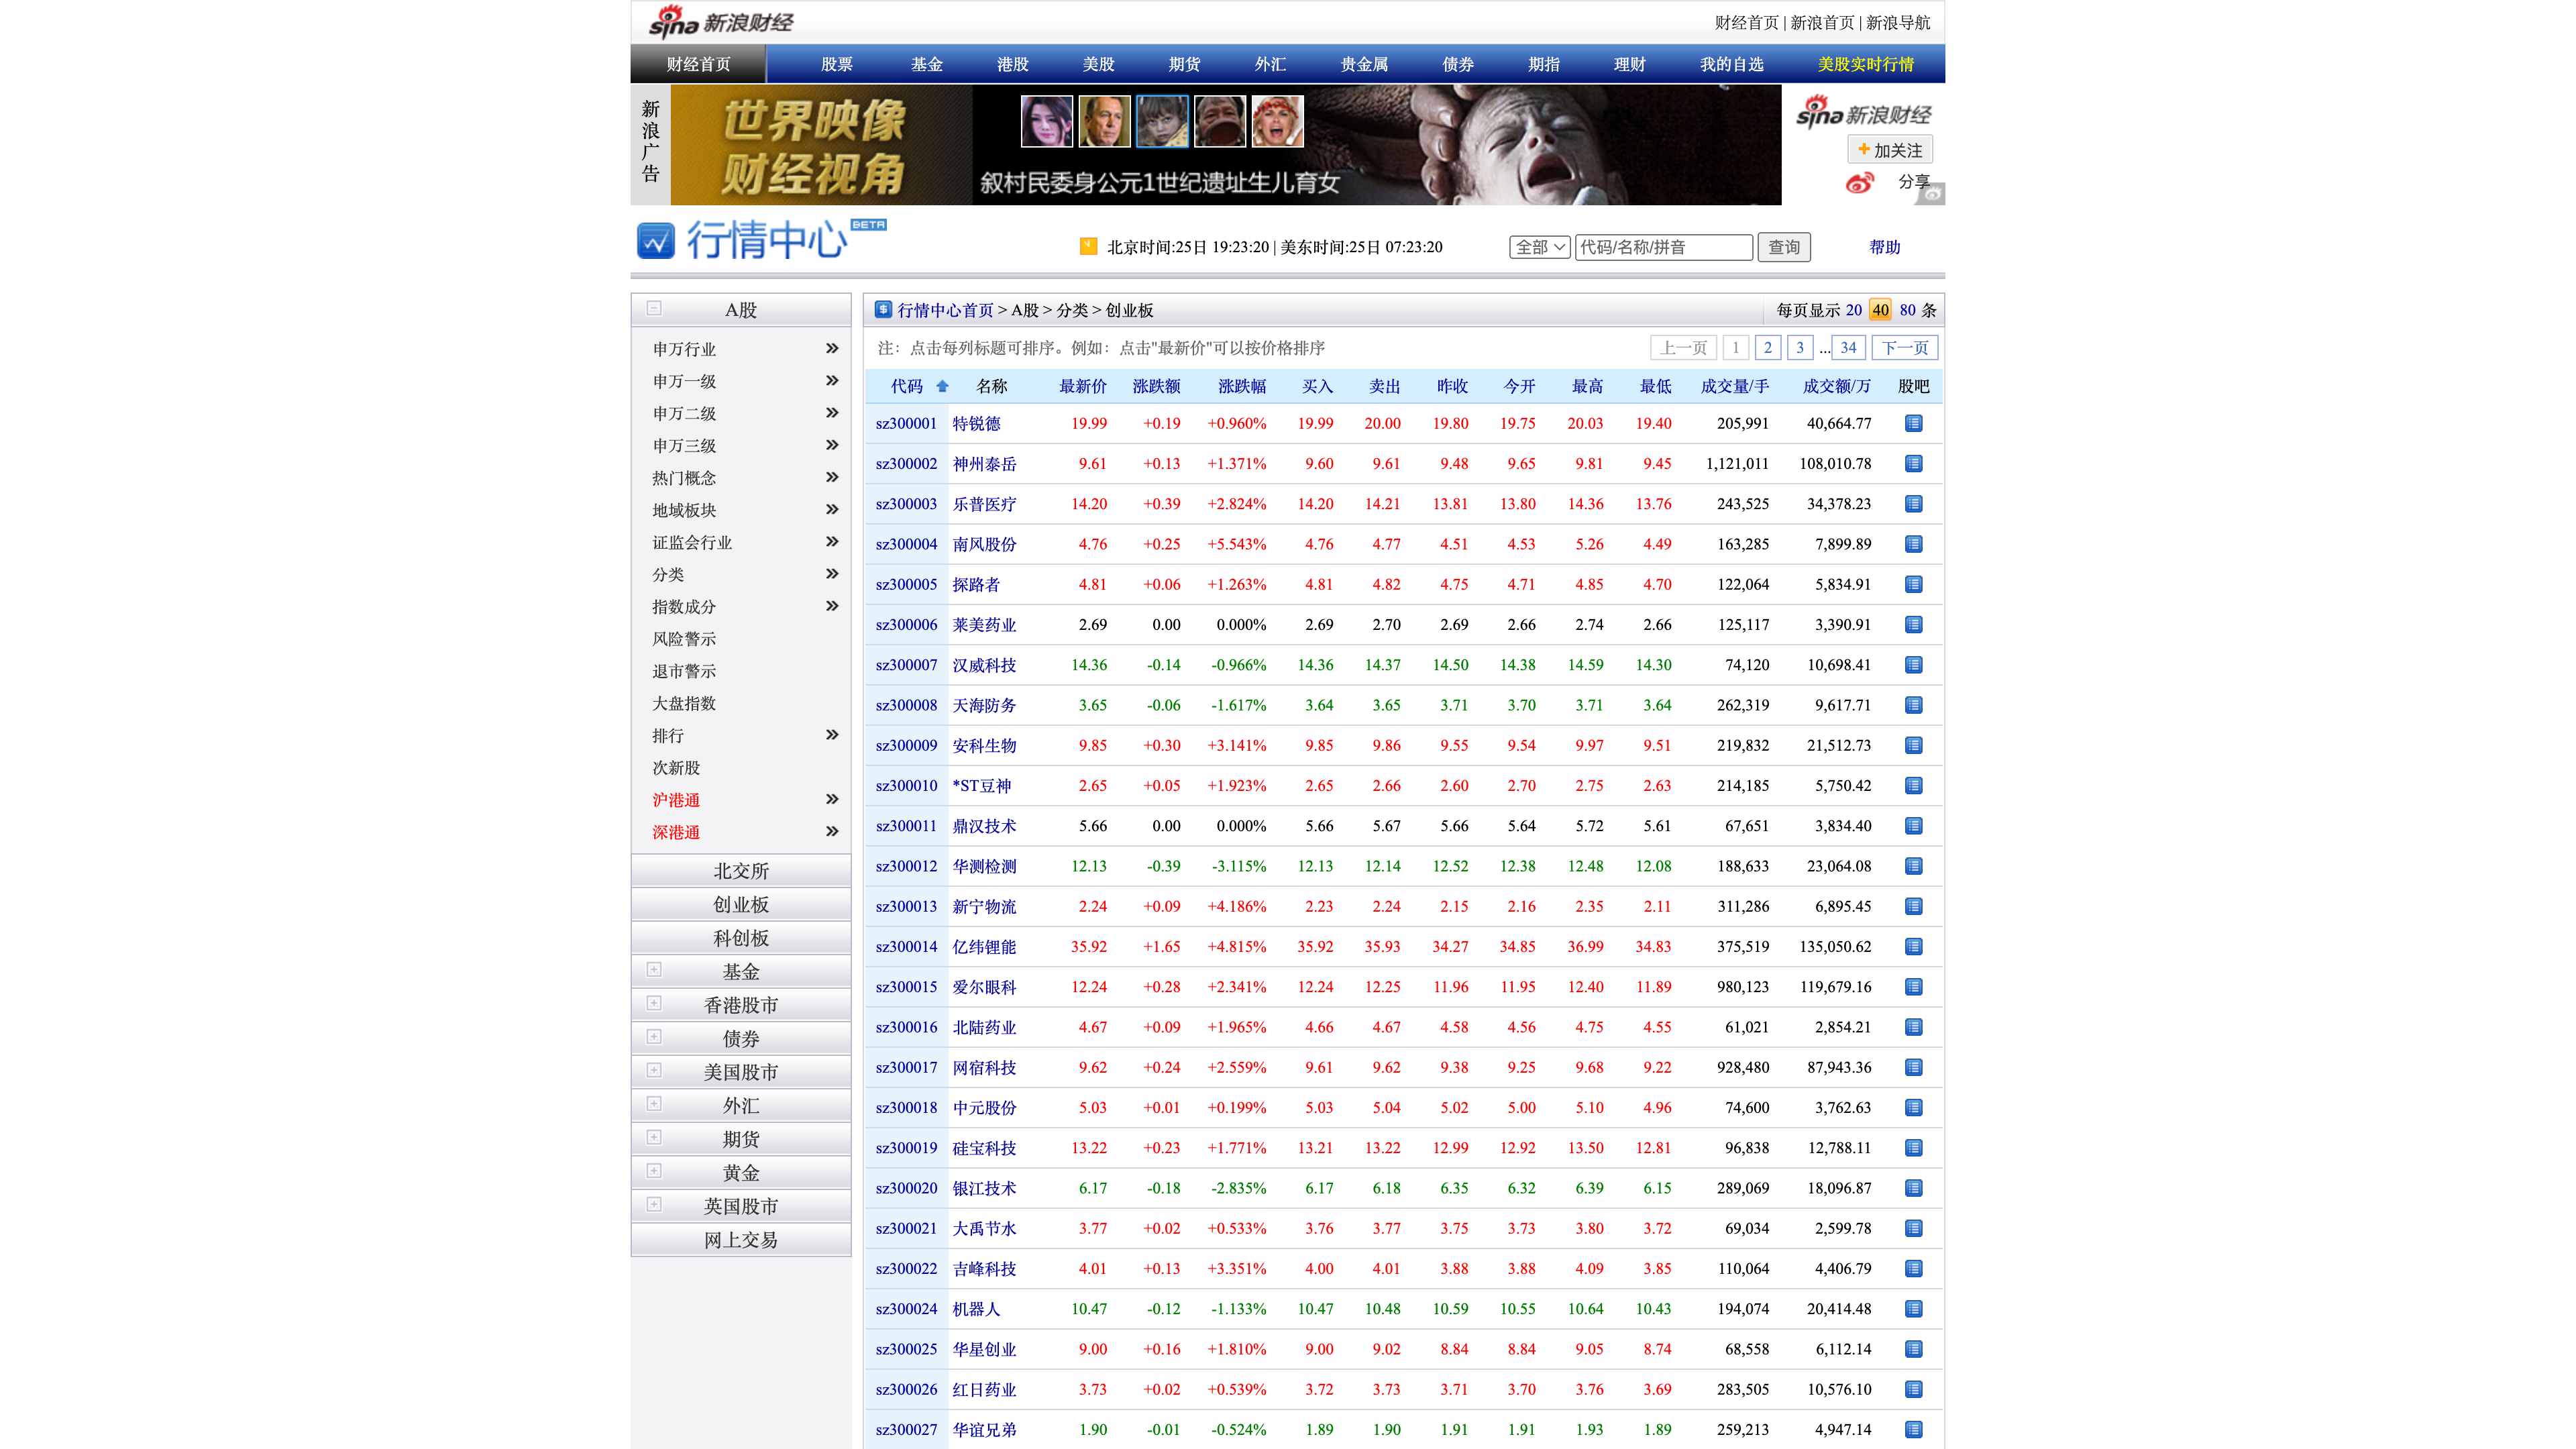 sina 新浪财经
财经首页 | 新浪首页 | 新浪导航
财经首页 股票 基金 港股 美股 期货 外汇 贵金属 债券 期指 理财 我的自选 美股实时行情
新浪广告
世界映像
财经视角
叙村民委身公元1世纪遗址生儿育女
sina 新浪财经
加关注
分享
行情中心 BETA
北京时间:25日 19:23:20 | 美东时间:25日 07:23:20
全部 代码/名称/拼音 查询 帮助
A股
申万行业
申万一级
申万二级
申万三级
热门概念
地域板块
证监会行业
分类
指数成分
风险警示
退市警示
大盘指数
排行
次新股
沪港通
深港通
北交所
创业板
科创板
基金
香港股市
债券
美国股市
外汇
期货
黄金
英国股市
网上交易
行情中心首页 > A股 > 分类 > 创业板 每页显示 20 40 80 条
注：点击每列标题可排序。例如：点击"最新价"可以按价格排序 上一页 1 2 3 ... 34 下一页
代码 名称 最新价 涨跌额 涨跌幅 买入 卖出 昨收 今开 最高 最低 成交量/手 成交额/万 股吧
sz300001 特锐德 19.99 +0.19 +0.960% 19.99 20.00 19.80 19.75 20.03 19.40 205,991 40,664.77
sz300002 神州泰岳 9.61 +0.13 +1.371% 9.60 9.61 9.48 9.65 9.81 9.45 1,121,011 108,010.78
sz300003 乐普医疗 14.20 +0.39 +2.824% 14.20 14.21 13.81 13.80 14.36 13.76 243,525 34,378.23
sz300004 南风股份 4.76 +0.25 +5.543% 4.76 4.77 4.51 4.53 5.26 4.49 163,285 7,899.89
sz300005 探路者 4.81 +0.06 +1.263% 4.81 4.82 4.75 4.71 4.85 4.70 122,064 5,834.91
sz300006 莱美药业 2.69 0.00 0.000% 2.69 2.70 2.69 2.66 2.74 2.66 125,117 3,390.91
sz300007 汉威科技 14.36 -0.14 -0.966% 14.36 14.37 14.50 14.38 14.59 14.30 74,120 10,698.41
sz300008 天海防务 3.65 -0.06 -1.617% 3.64 3.65 3.71 3.70 3.71 3.64 262,319 9,617.71
sz300009 安科生物 9.85 +0.30 +3.141% 9.85 9.86 9.55 9.54 9.97 9.51 219,832 21,512.73
sz300010 *ST豆神 2.65 +0.05 +1.923% 2.65 2.66 2.60 2.70 2.75 2.63 214,185 5,750.42
sz300011 鼎汉技术 5.66 0.00 0.000% 5.66 5.67 5.66 5.64 5.72 5.61 67,651 3,834.40
sz300012 华测检测 12.13 -0.39 -3.115% 12.13 12.14 12.52 12.38 12.48 12.08 188,633 23,064.08
sz300013 新宁物流 2.24 +0.09 +4.186% 2.23 2.24 2.15 2.16 2.35 2.11 311,286 6,895.45
sz300014 亿纬锂能 35.92 +1.65 +4.815% 35.92 35.93 34.27 34.85 36.99 34.83 375,519 135,050.62
sz300015 爱尔眼科 12.24 +0.28 +2.341% 12.24 12.25 11.96 11.95 12.40 11.89 980,123 119,679.16
sz300016 北陆药业 4.67 +0.09 +1.965% 4.66 4.67 4.58 4.56 4.75 4.55 61,021 2,854.21
sz300017 网宿科技 9.62 +0.24 +2.559% 9.61 9.62 9.38 9.25 9.68 9.22 928,480 87,943.36
sz300018 中元股份 5.03 +0.01 +0.199% 5.03 5.04 5.02 5.00 5.10 4.96 74,600 3,762.63
sz300019 硅宝科技 13.22 +0.23 +1.771% 13.21 13.22 12.99 12.92 13.50 12.81 96,838 12,788.11
sz300020 银江技术 6.17 -0.18 -2.835% 6.17 6.18 6.35 6.32 6.39 6.15 289,069 18,096.87
sz300021 大禹节水 3.77 +0.02 +0.533% 3.76 3.77 3.75 3.73 3.80 3.72 69,034 2,599.78
sz300022 吉峰科技 4.01 +0.13 +3.351% 4.00 4.01 3.88 3.88 4.09 3.85 110,064 4,406.79
sz300024 机器人 10.47 -0.12 -1.133% 10.47 10.48 10.59 10.55 10.64 10.43 194,074 20,414.48
sz300025 华星创业 9.00 +0.16 +1.810% 9.00 9.02 8.84 8.84 9.05 8.74 68,558 6,112.14
sz300026 红日药业 3.73 +0.02 +0.539% 3.72 3.73 3.71 3.70 3.76 3.69 283,505 10,576.10
sz300027 华谊兄弟 1.90 -0.01 -0.524% 1.89 1.90 1.91 1.91 1.93 1.89 259,213 4,947.14